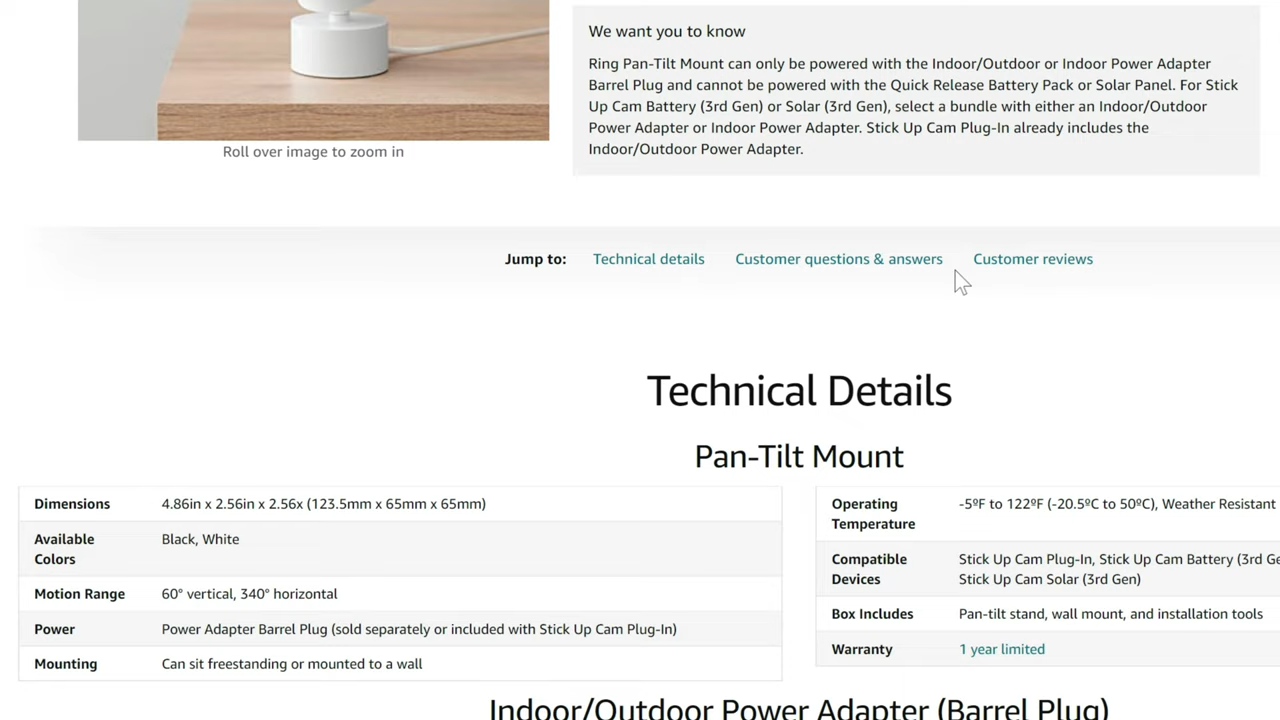 We want you to know
Ring Pan-Tilt Mount can only be powered with the Indoor/Outdoor or Indoor Power Adapter
Barrel Plug and cannot be powered with the Quick Release Battery Pack or Solar Panel. For Stick
Up Cam Battery (3rd Gen) or Solar (3rd Gen), select a bundle with either an Indoor/Outdoor
Power Adapter or Indoor Power Adapter. Stick Up Cam Plug-In already includes the
Indoor/Outdoor Power Adapter.
Roll over image to zoom in
Jump to: Technical details Customer questions & answers Customer reviews
Technical Details
Pan-Tilt Mount
Dimensions 4.86in x 2.56in x 2.56x (123.5mm x 65mm x 65mm)
Available Colors Black, White
Motion Range 60° vertical, 340° horizontal
Power Power Adapter Barrel Plug (sold separately or included with Stick Up Cam Plug-In)
Mounting Can sit freestanding or mounted to a wall
Operating Temperature -5ºF to 122ºF (-20.5ºC to 50ºC), Weather Resistant
Compatible Devices Stick Up Cam Plug-In, Stick Up Cam Battery (3rd Ge
Stick Up Cam Solar (3rd Gen)
Box Includes Pan-tilt stand, wall mount, and installation tools
Warranty 1 year limited
Indoor/Outdoor Power Adapter (Barrel Plug)